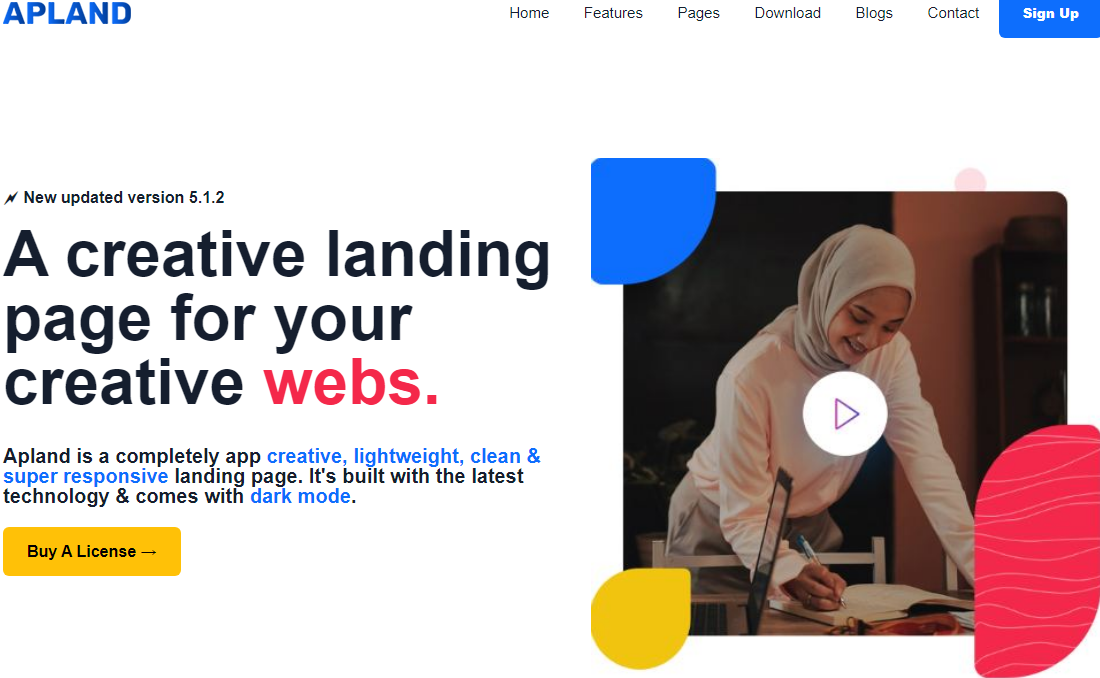 APLAND
Home Features Pages Download Blogs Contact Sign Up
New updated version 5.1.2
A creative landing
page for your
creative webs.
Apland is a completely app creative, lightweight, clean &
super responsive landing page. It's built with the latest
technology & comes with dark mode.
Buy A License →